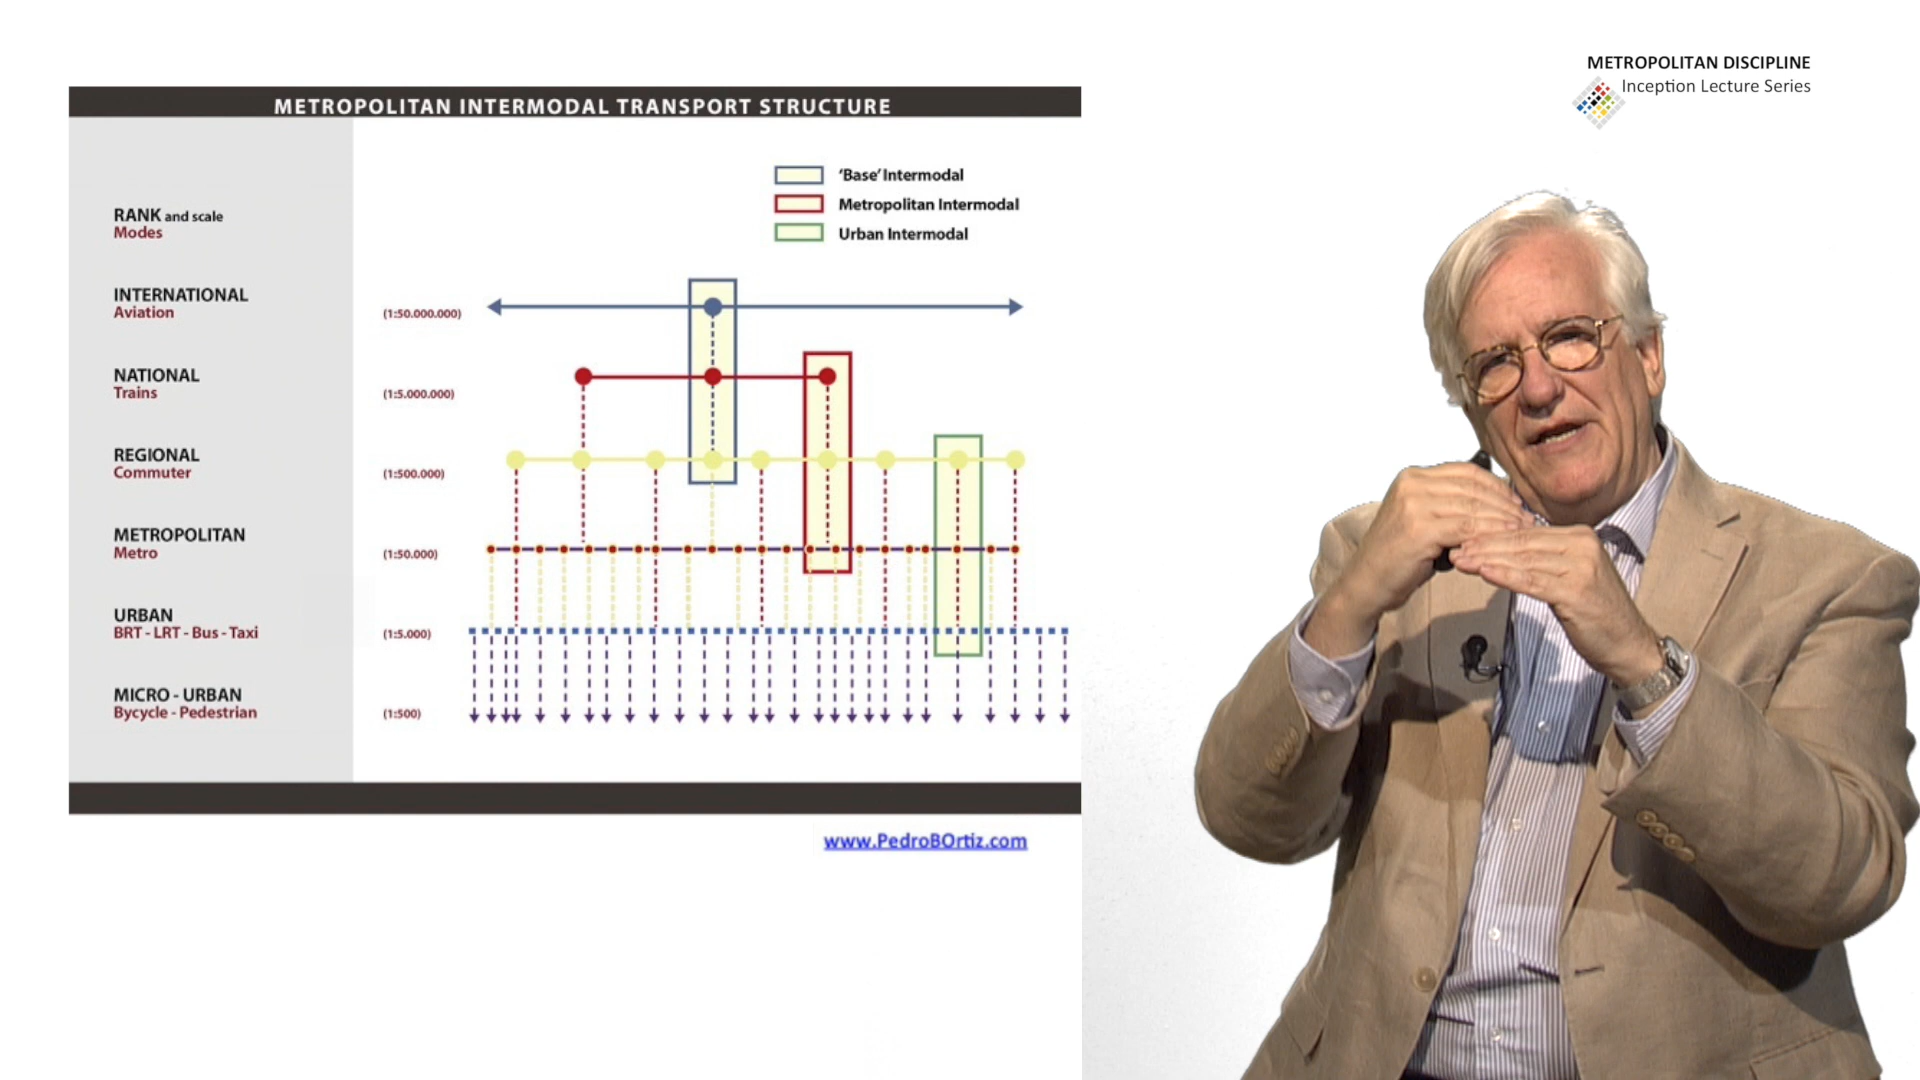 METROPOLITAN DISCIPLINE
Inception Lecture Series
METROPOLITAN INTERMODAL TRANSPORT STRUCTURE
'Base' Intermodal
Metropolitan Intermodal
Urban Intermodal
RANK and scale
Modes
INTERNATIONAL
Aviation
(1:50.000.000)
NATIONAL
Trains
(1:5.000.000)
REGIONAL
Commuter
(1:500.000)
METROPOLITAN
Metro
(1:50.000)
URBAN
BRT - LRT - Bus - Taxi
(1:5.000)
MICRO - URBAN
Bycycle - Pedestrian
(1:500)
www.PedroBOrtiz.com